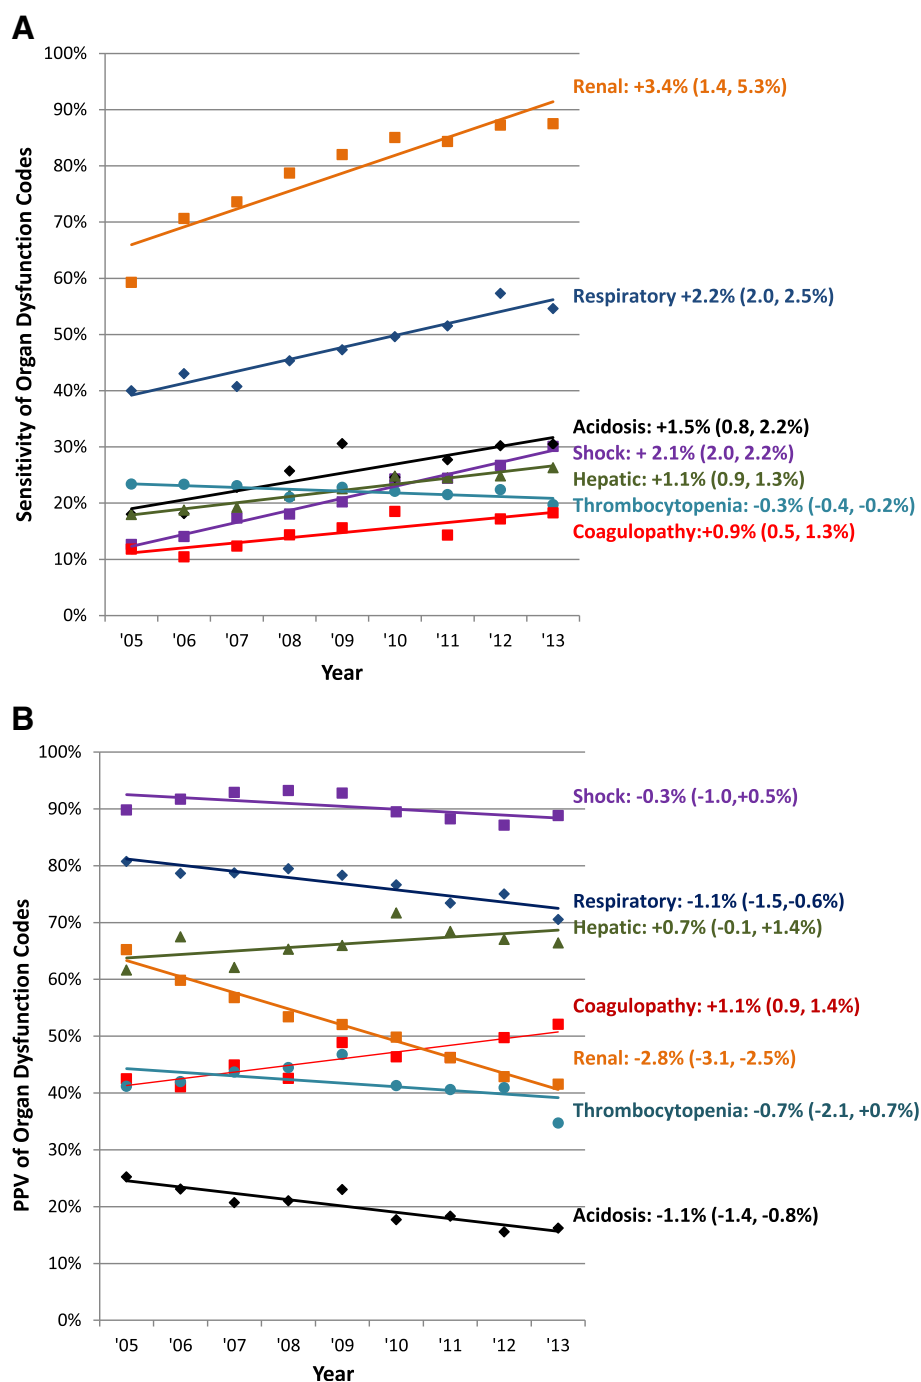 A
100%
90%
80%
70%
60%
50%
40%
30%
20%
10%
0%
Sensitivity of Organ Dysfunction Codes
Renal: +3.4% (1.4, 5.3%)
Respiratory +2.2% (2.0, 2.5%)
Acidosis: +1.5% (0.8, 2.2%)
Shock: + 2.1% (2.0, 2.2%)
Hepatic: +1.1% (0.9, 1.3%)
Thrombocytopenia: -0.3% (-0.4, -0.2%)
Coagulopathy:+0.9% (0.5, 1.3%)
'05 '06 '07 '08 '09 '10 '11 '12 '13
Year
B
100%
90%
80%
70%
60%
50%
40%
30%
20%
10%
0%
PPV of Organ Dysfunction Codes
Shock: -0.3% (-1.0,+0.5%)
Respiratory: -1.1% (-1.5,-0.6%)
Hepatic: +0.7% (-0.1, +1.4%)
Coagulopathy: +1.1% (0.9, 1.4%)
Renal: -2.8% (-3.1, -2.5%)
Thrombocytopenia: -0.7% (-2.1, +0.7%)
Acidosis: -1.1% (-1.4, -0.8%)
'05 '06 '07 '08 '09 '10 '11 '12 '13
Year